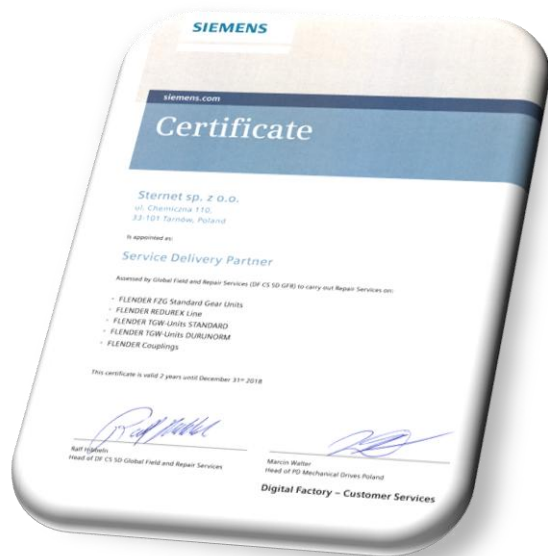 SIEMENS
siemens.com
Certificate
Sternet sp. z o.o.
ul. Chemiczna 110,
33-101 Tarnów, Poland
is appointed as:
Service Delivery Partner
Assessed by Global Field and Repair Services (DF CS SD GFR) to carry out Repair Services on:
- FLENDER FZG Standard Gear Units
- FLENDER REDUREX Line
- FLENDER TGW-Units STANDARD
- FLENDER TGW-Units DURUNORM
- FLENDER Couplings
This certificate is valid 2 years until December 31st 2018
Ralf
Head of DF CS SD Global Field and Repair Services
Marcin Walter
Head of PD Mechanical Drives Poland
Digital Factory – Customer Services